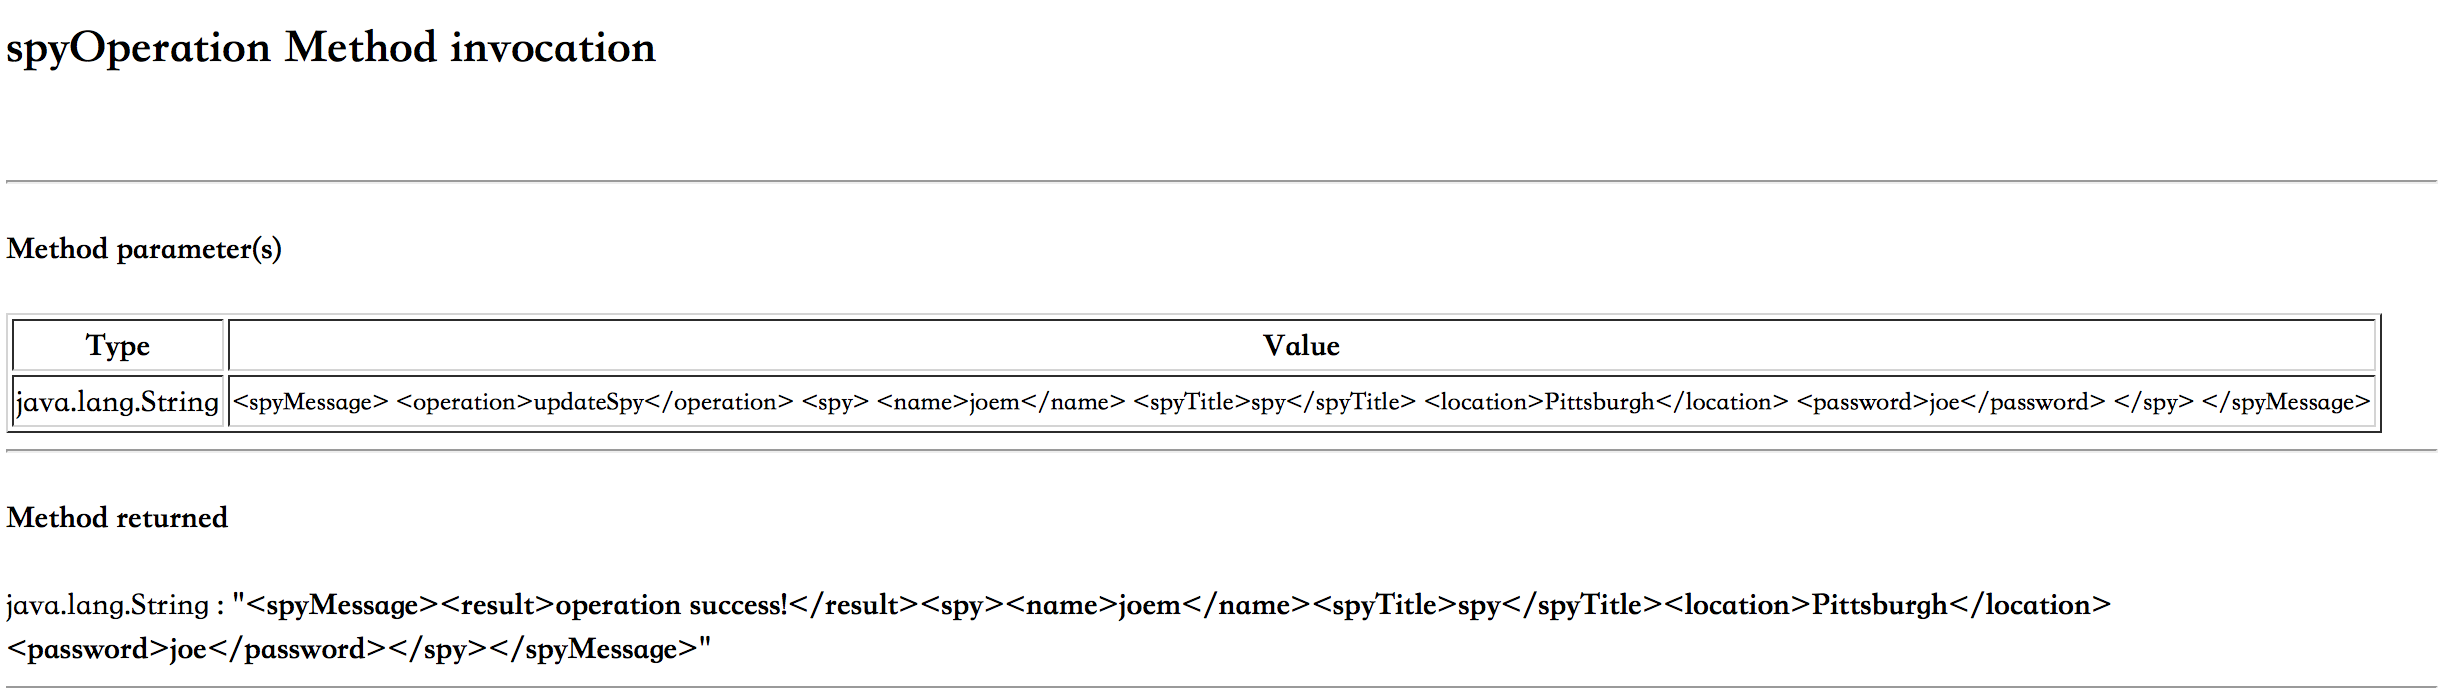 spyOperation Method invocation
Method parameter(s)
Type Value
java.lang.String <spyMessage> <operation>updateSpy</operation> <spy> <name>joem</name> <spyTitle>spy</spyTitle> <location>Pittsburgh</location> <password>joe</password> </spy> </spyMessage>
Method returned
java.lang.String : "<spyMessage><result>operation success!</result><spy><name>joem</name><spyTitle>spy</spyTitle><location>Pittsburgh</location>
<password>joe</password></spy></spyMessage>"